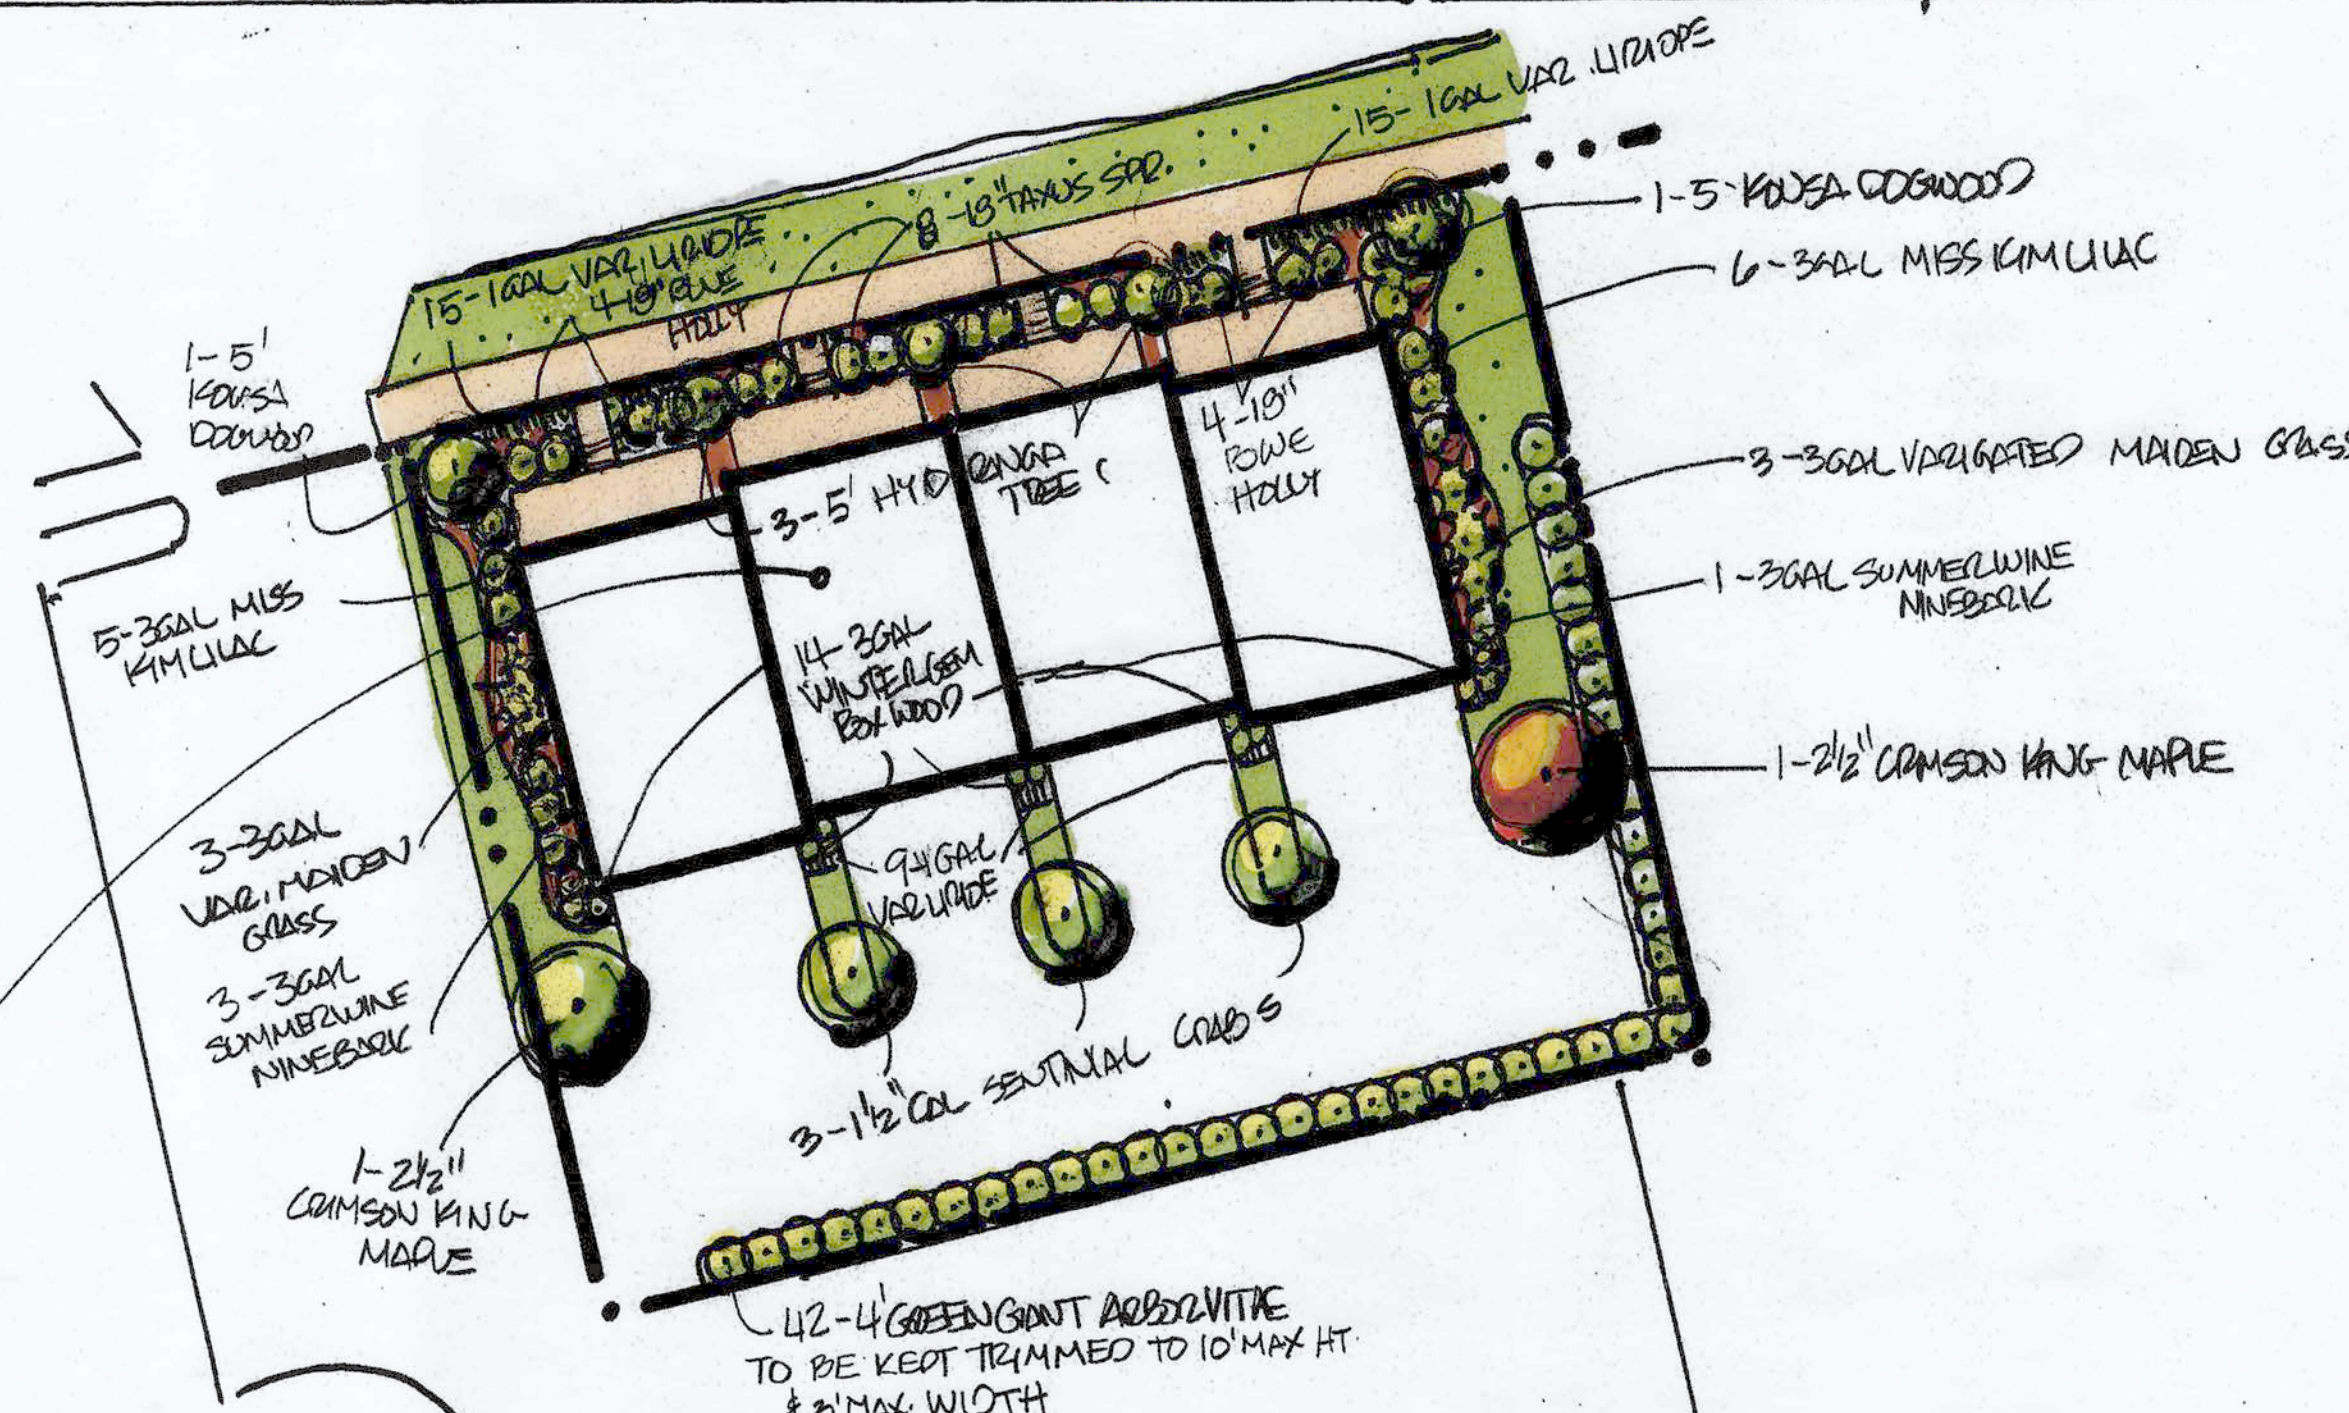 15-1GAL VAR. LIRIOPE
8-18" TAXUS SPR.
1-5' KOUSA DOGWOOD
15-1GAL VAR. LIRIOPE
4-18" BLUE
HOLLY
6-3GAL MISS KIM LILAC
1-5'
KOUSA
DOGWOOD
4-18"
BLUE
HOLLY
3-3GAL VARIGATED MAIDEN GRASS
3-5' HYDRANGA
TREE
1-3GAL SUMMERWINE
NINEBARK
5-3GAL MISS
KIM LILAC
14-3GAL
WINTERGEM
BOXWOOD
1-2½" CRIMSON KING MAPLE
3-3GAL
VAR. MAIDEN
GRASS
9-1GAL
VAR LIRIOPE
3-3GAL
SUMMERWINE
NINEBARK
3-1½" CAL SENTINAL CRABS
1-2½"
CRIMSON KING
MAPLE
42-4' GREEN GIANT ARBORVITAE
TO BE KEPT TRIMMED TO 10' MAX HT.
& 3' MAX. WIDTH